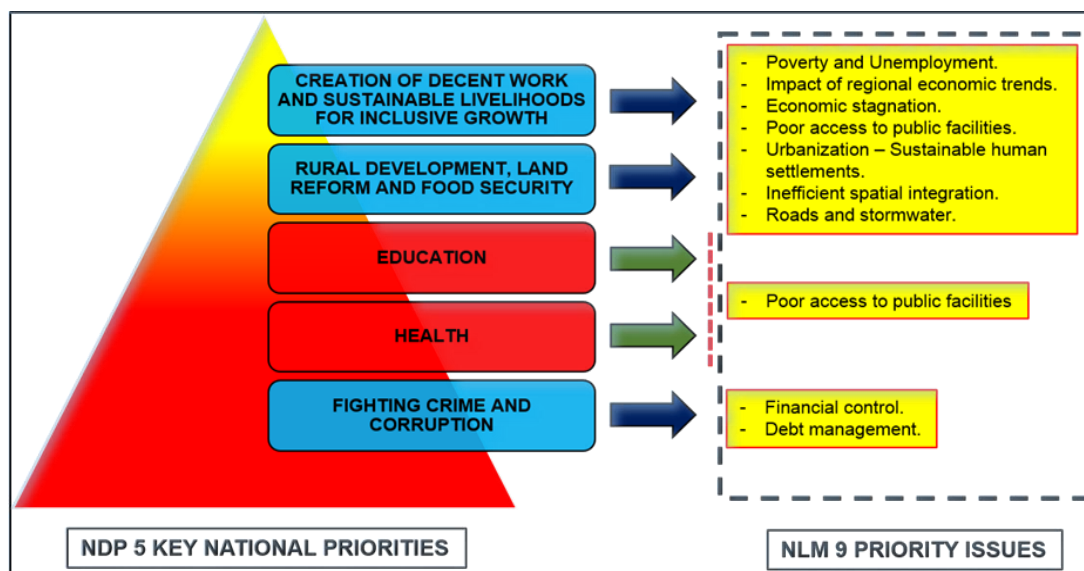 CREATION OF DECENT WORK
AND SUSTAINABLE LIVELIHOODS
FOR INCLUSIVE GROWTH
RURAL DEVELOPMENT, LAND
REFORM AND FOOD SECURITY
EDUCATION
HEALTH
FIGHTING CRIME AND
CORRUPTION
NDP 5 KEY NATIONAL PRIORITIES
- Poverty and Unemployment.
- Impact of regional economic trends.
- Economic stagnation.
- Poor access to public facilities.
- Urbanization – Sustainable human
settlements.
- Inefficient spatial integration.
- Roads and stormwater.
- Poor access to public facilities
- Financial control.
- Debt management.
NLM 9 PRIORITY ISSUES